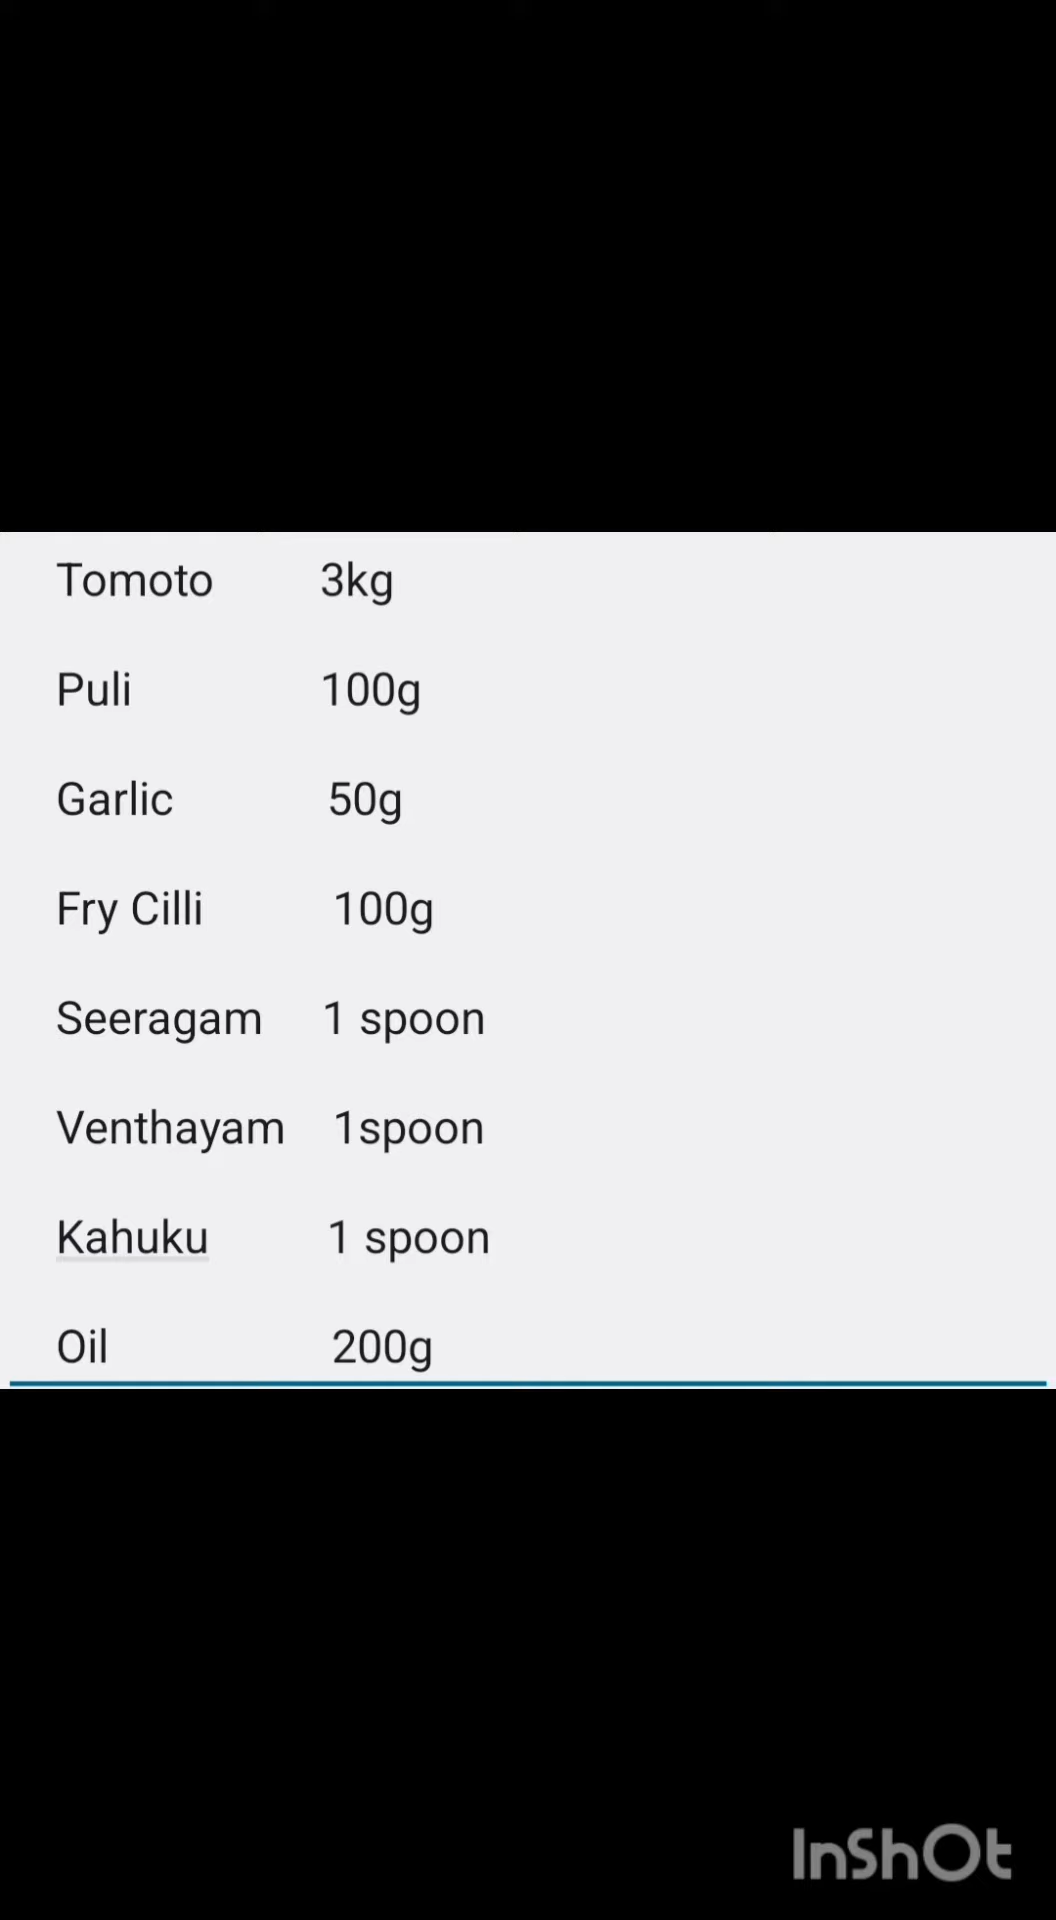 Tomoto 3kg
Puli 100g
Garlic 50g
Fry Cilli 100g
Seeragam 1 spoon
Venthayam 1spoon
Kahuku 1 spoon
Oil 200g
InShOt